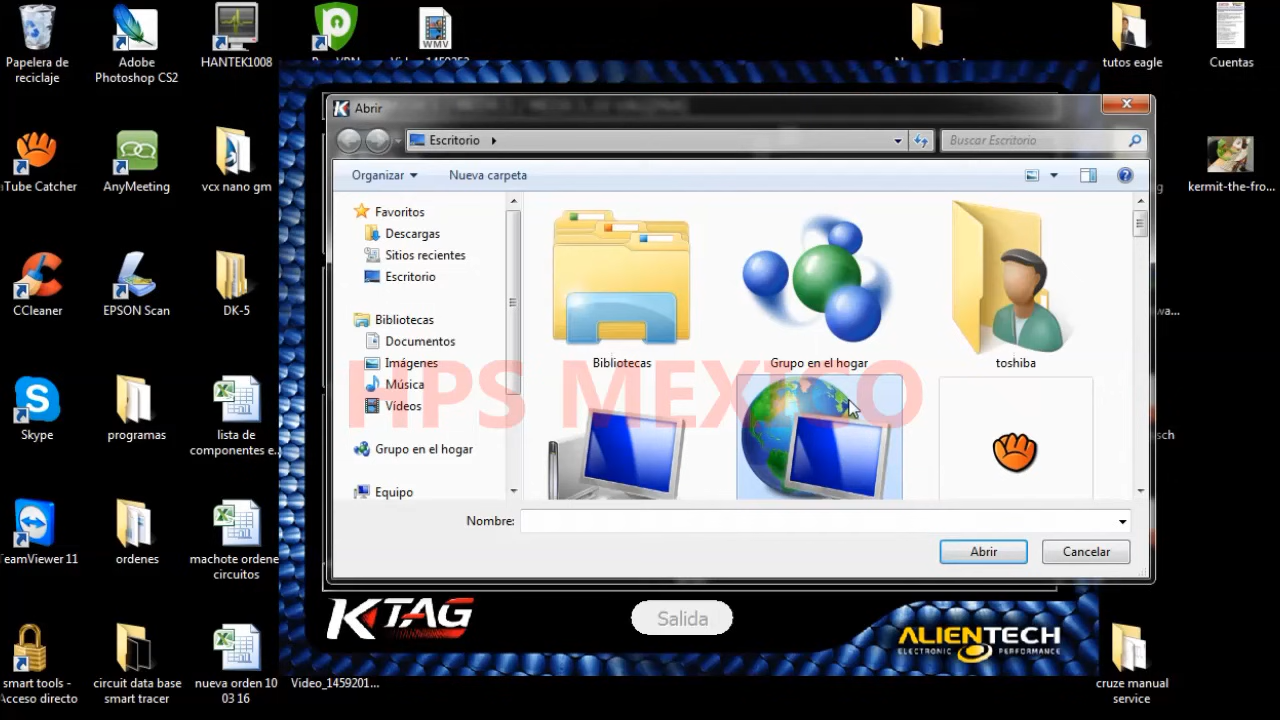 Papelera de
reciclaje
Adobe
Photoshop CS2
HANTEK1008
WMV
tutos eagle
Cuentas
aTube Catcher
AnyMeeting
vcx nano gm
kermit-the-fro...
CCleaner
EPSON Scan
DK-5
Skype
programas
lista de
componentes e...
TeamViewer 11
ordenes
machote ordene
circuitos
smart tools -
Acceso directo
circuit data base
smart tracer
nueva orden 10
03 16
Video_1459201...
cruze manual
service
Abrir
Escritorio
Buscar Escritorio
Organizar
Nueva carpeta
Favoritos
Descargas
Sitios recientes
Escritorio
Bibliotecas
Documentos
Imágenes
Música
Vídeos
Grupo en el hogar
Equipo
Bibliotecas
Grupo en el hogar
toshiba
HPS MEXICO
Nombre:
Abrir
Cancelar
KTAG
Salida
ALIENTECH
ELECTRONIC PERFORMANCE